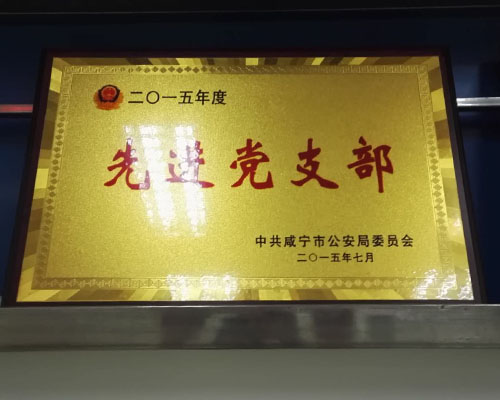 二〇一五年度
先进党支部
中共咸宁市公安局委员会
二〇一五年七月